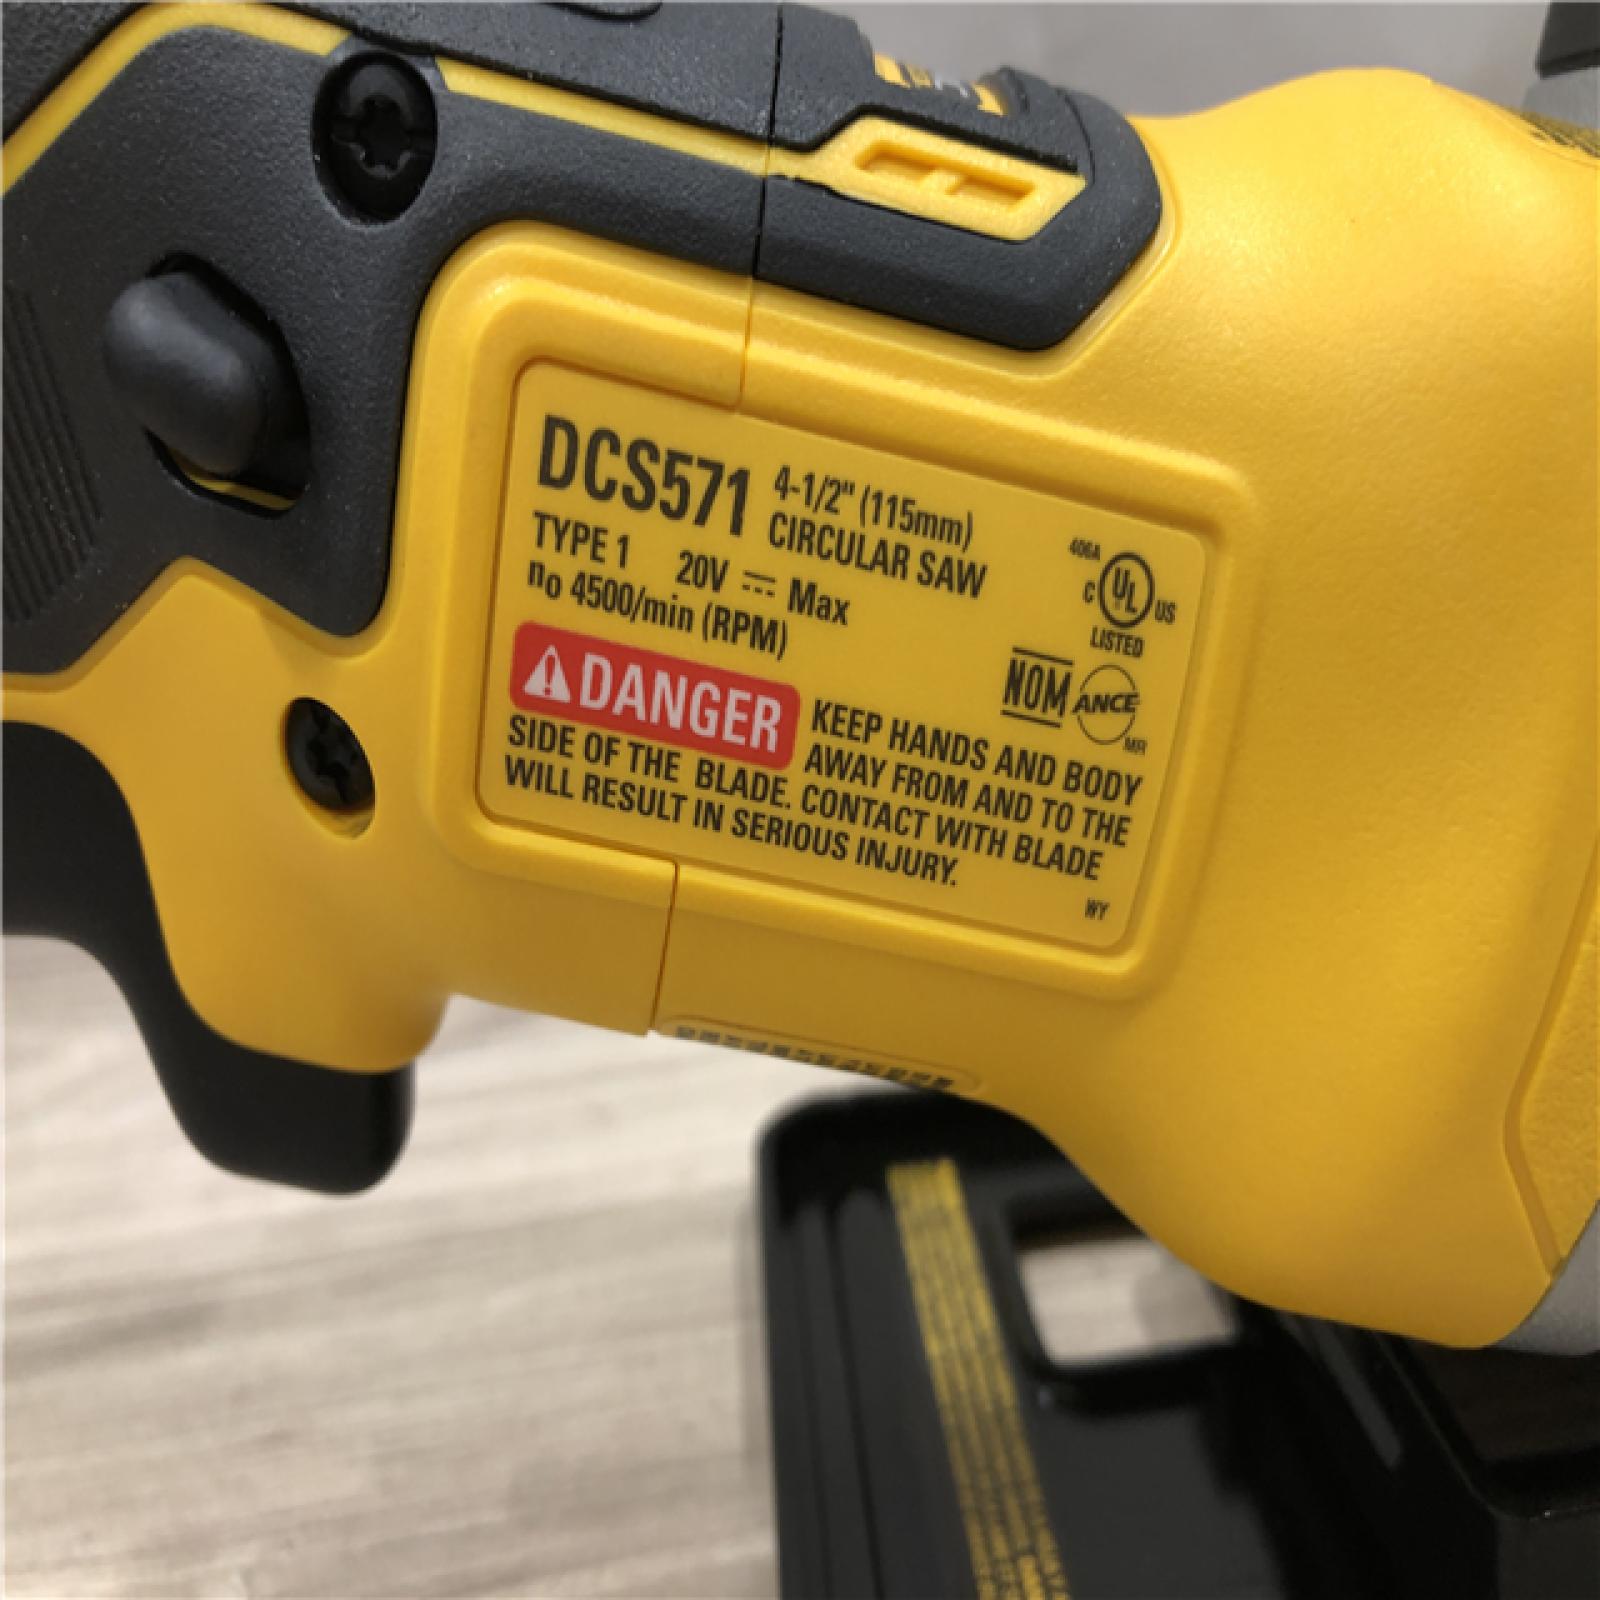 DCS571 4-1/2" (115mm)
CIRCULAR SAW
TYPE 1 20V ⎓ Max
no 4500/min (RPM)
406A
C UL US
LISTED
NOM ANCE
MR
⚠DANGER KEEP HANDS AND BODY
AWAY FROM AND TO THE
SIDE OF THE BLADE. CONTACT WITH BLADE
WILL RESULT IN SERIOUS INJURY.
WY